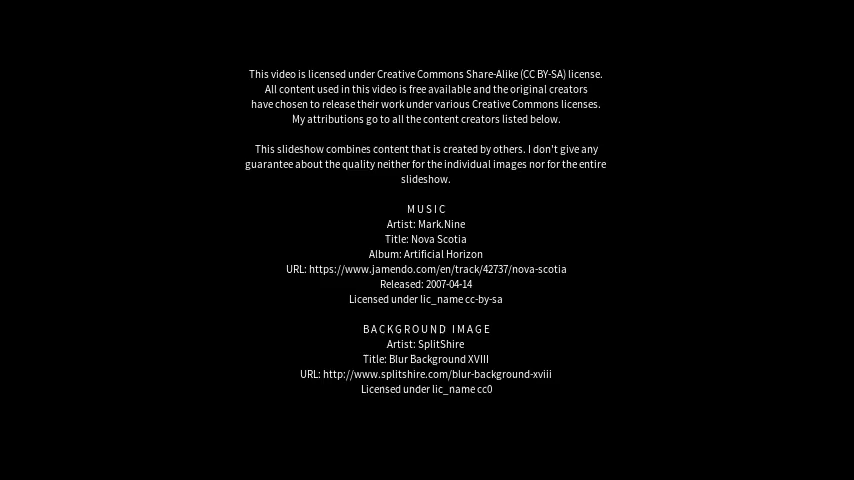 This video is licensed under Creative Commons Share-Alike (CC BY-SA) license.
All content used in this video is free available and the original creators
have chosen to release their work under various Creative Commons licenses.
My attributions go to all the content creators listed below.
This slideshow combines content that is created by others. I don't give any
guarantee about the quality neither for the individual images nor for the entire
slideshow.
MUSIC
Artist: Mark.Nine
Title: Nova Scotia
Album: Artificial Horizon
URL: https://www.jamendo.com/en/track/42737/nova-scotia
Released: 2007-04-14
Licensed under lic_name cc-by-sa
BACKGROUND IMAGE
Artist: SplitShire
Title: Blur Background XVIII
URL: http://www.splitshire.com/blur-background-xviii
Licensed under lic_name cc0